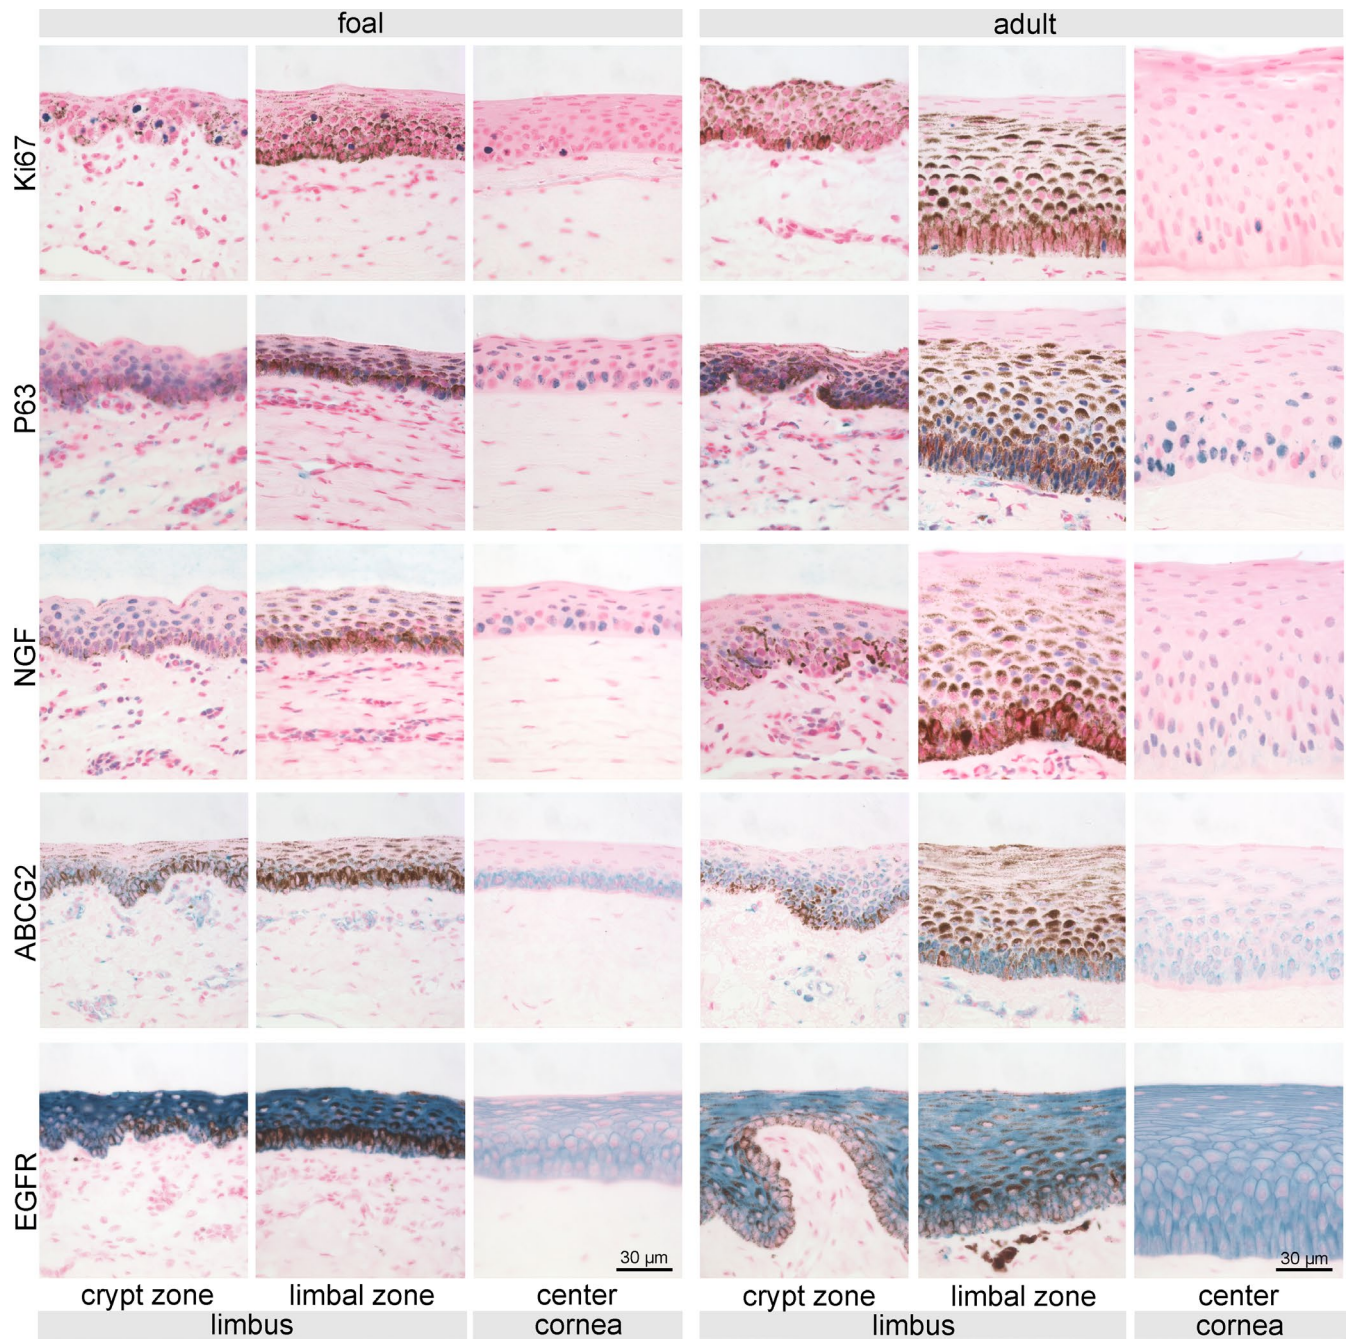 foal
adult
Ki67
P63
NGF
ABCG2
EGFR
30 µm
30 µm
crypt zone
limbal zone
center
crypt zone
limbal zone
center
limbus
cornea
limbus
cornea